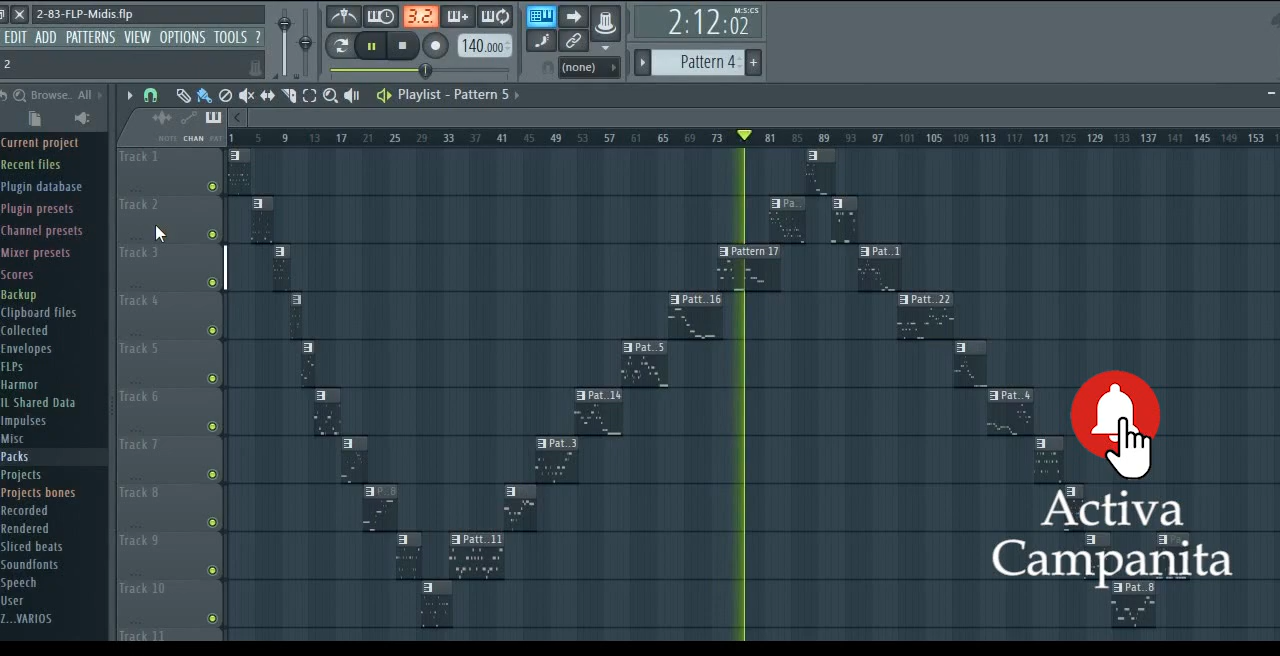 2-83-FLP-Midis.flp
EDIT ADD PATTERNS VIEW OPTIONS TOOLS ?
2
3.2.
140.000
(none)
M:S:CS
2:12:02
Pattern 4
Browse.. All
Playlist - Pattern 5
NOTE CHAN PAT
1 5 9 13 17 21 25 29 33 37 41 45 49 53 57 61 65 69 73 81 85 89 93 97 101 105 109 113 117 121 125 129 133 137 141 145 149 153
Current project
Recent files
Plugin database
Plugin presets
Channel presets
Mixer presets
Scores
Backup
Clipboard files
Collected
Envelopes
FLPs
Harmor
IL Shared Data
Impulses
Misc
Packs
Projects
Projects bones
Recorded
Rendered
Sliced beats
Soundfonts
Speech
User
Z...VARIOS
Track 1
Track 2
Pa..
Track 3
Pattern 17
Pat..1
Track 4
Patt..16
Patt..22
Track 5
Pat..5
Track 6
Patt..14
Pat..4
Track 7
Pat..3
Track 8
P..8
Track 9
Patt..11
Track 10
Pat..8
Track 11
Activa
Campanita